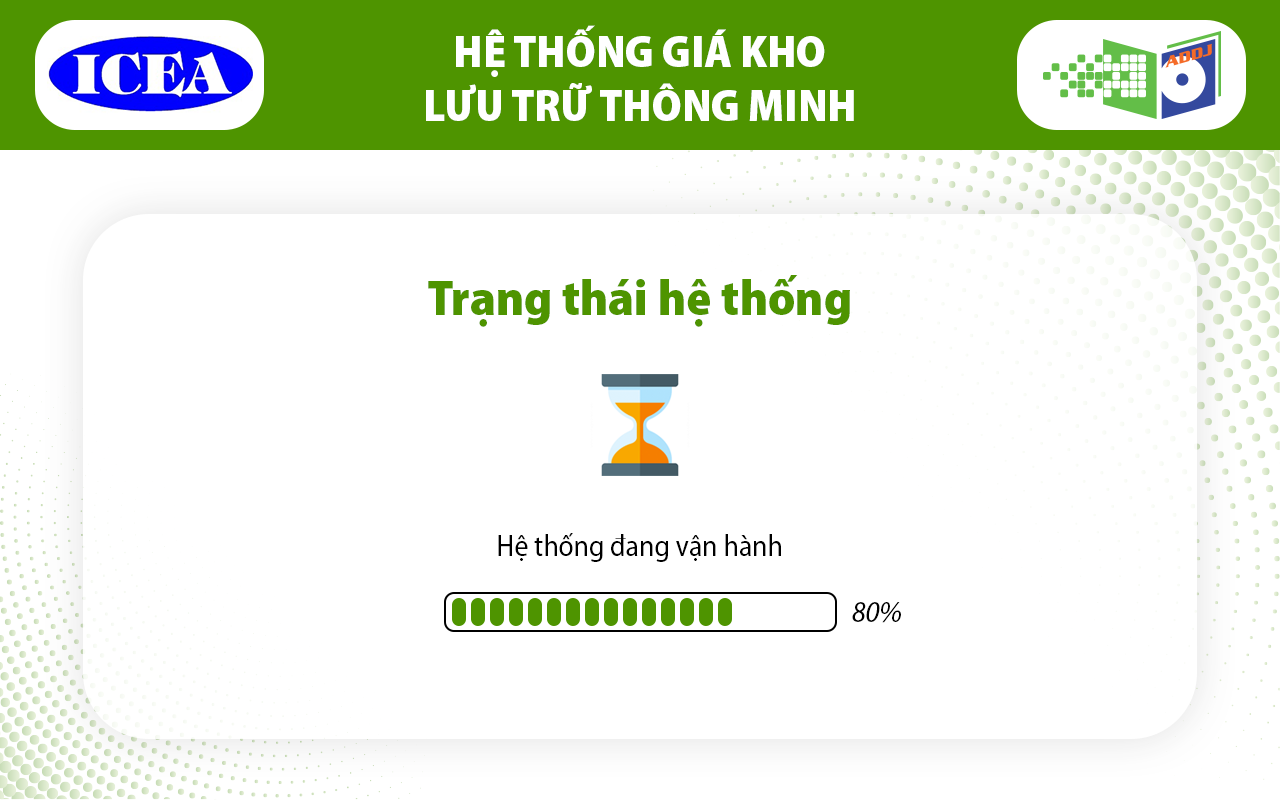 ICEA
HỆ THỐNG GIÁ KHO
LƯU TRỮ THÔNG MINH
ADDJ
Trạng thái hệ thống
Hệ thống đang vận hành
80%